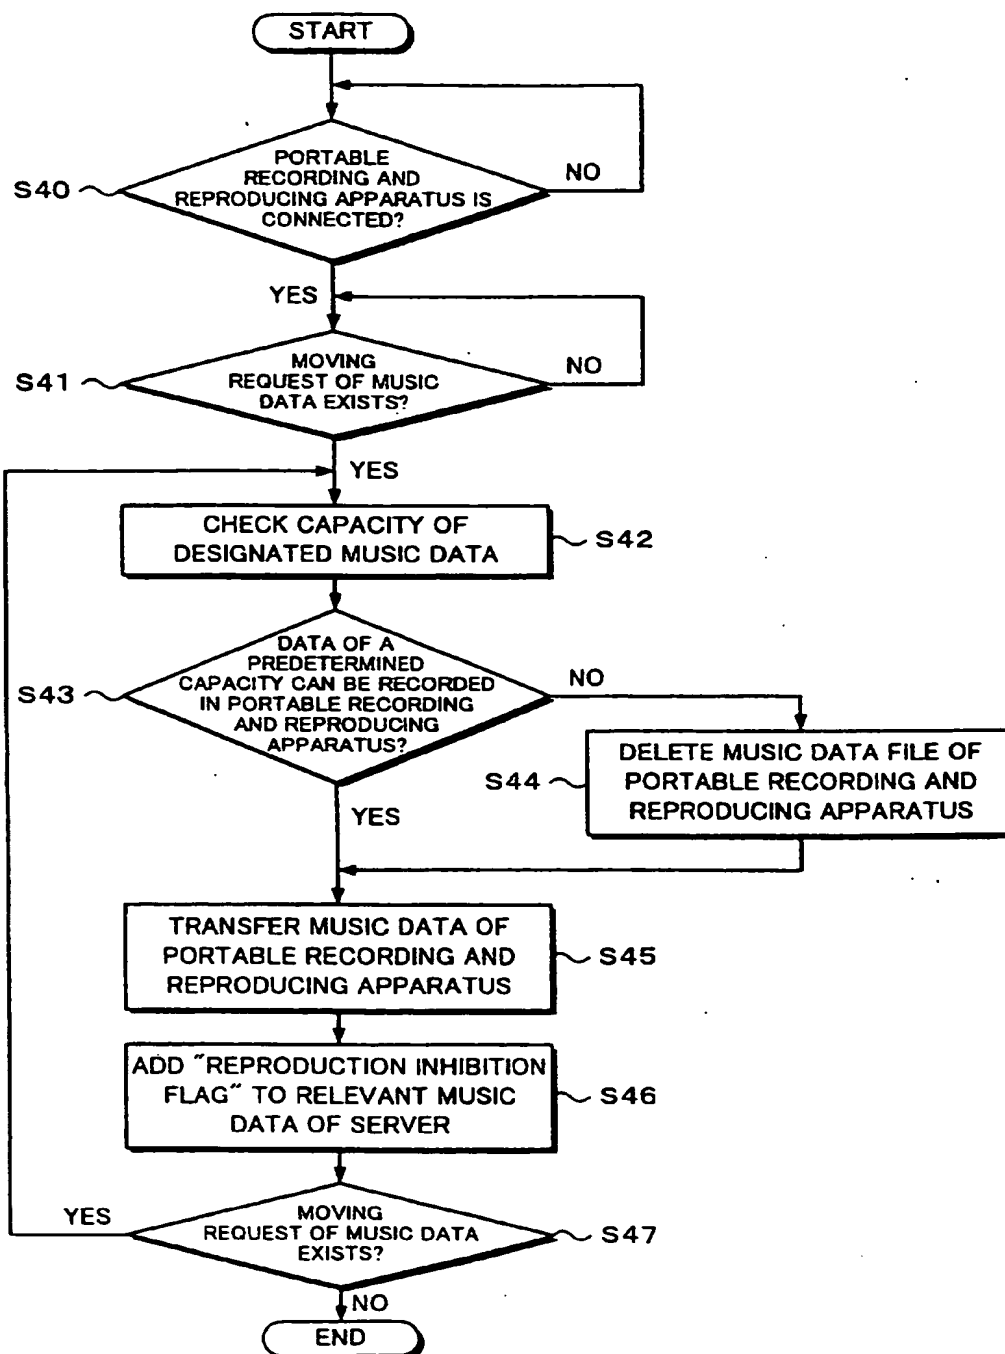 START
PORTABLE
RECORDING AND
REPRODUCING APPARATUS IS
CONNECTED?
S40
NO
YES
MOVING
REQUEST OF MUSIC
DATA EXISTS?
S41
NO
YES
CHECK CAPACITY OF
DESIGNATED MUSIC DATA
S42
DATA OF A
PREDETERMINED
CAPACITY CAN BE RECORDED
IN PORTABLE RECORDING
AND REPRODUCING
APPARATUS?
S43
NO
DELETE MUSIC DATA FILE OF
PORTABLE RECORDING AND
REPRODUCING APPARATUS
S44
YES
TRANSFER MUSIC DATA OF
PORTABLE RECORDING AND
REPRODUCING APPARATUS
S45
ADD "REPRODUCTION INHIBITION
FLAG" TO RELEVANT MUSIC
DATA OF SERVER
S46
YES
MOVING
REQUEST OF MUSIC DATA
EXISTS?
S47
NO
END